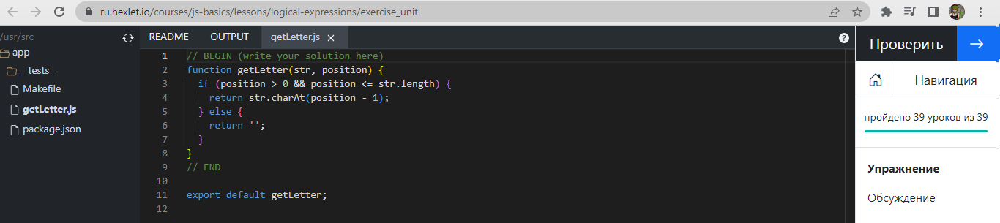 ru.hexlet.io/courses/js-basics/lessons/logical-expressions/exercise_unit
/usr/src
app
__tests__
Makefile
getLetter.js
package.json
README OUTPUT getLetter.js ×
?
1 // BEGIN (write your solution here)
2 function getLetter(str, position) {
3 if (position > 0 && position <= str.length) {
4 return str.charAt(position - 1);
5 } else {
6 return '';
7 }
8 }
9 // END
10
11 export default getLetter;
12
Проверить →
Навигация
пройдено 39 уроков из 39
Упражнение
Обсуждение